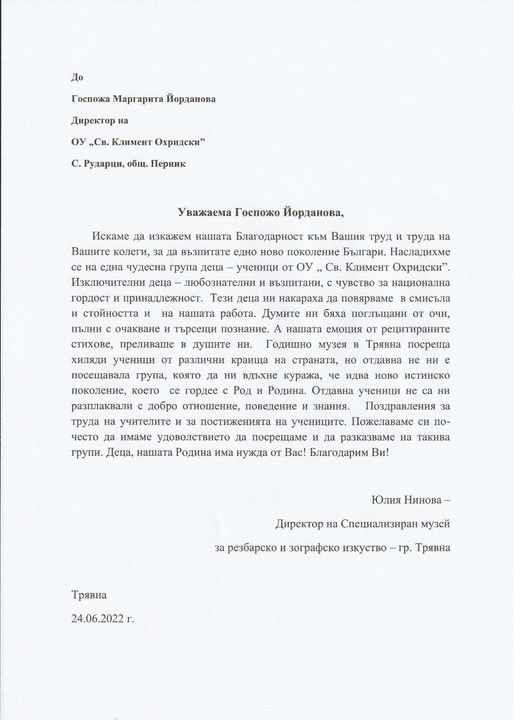 До
Госпожа Маргарита Йорданова
Директор на
ОУ „Св. Климент Охридски”
С. Рударци, общ. Перник
Уважаема Госпожо Йорданова,
Искаме да изкажем нашата Благодарност към Вашия труд и труда на
Вашите колеги, за да възпитате едно ново поколение Българи. Насладихме
се на една чудесна група деца – ученици от ОУ „ Св. Климент Охридски”.
Изключителни деца – любознателни и възпитани, с чувство за национална
гордост и принадлежност. Тези деца ни накараха да повярваме в смисъла
и стойността и на нашата работа. Думите ни бяха поглъщани от очи,
пълни с очакване и търсещи познание. А нашата емоция от рецитираните
стихове, преливаше в душите ни. Годишно музея в Трявна посреща
хиляди ученици от различни краища на страната, но отдавна не ни е
посещавала група, която да ни вдъхне куража, че идва ново истинско
поколение, което се гордее с Род и Родина. Отдавна ученици не са ни
разплаквали с добро отношение, поведение и знания. Поздравления за
труда на учителите и за постиженията на учениците. Пожелаваме си по-
често да имаме удоволствието да посрещаме и да разказваме на такива
групи. Деца, нашата Родина има нужда от Вас! Благодарим Ви!
Юлия Нинова –
Директор на Специализиран музей
за резбарско и зографско изкуство – гр. Трявна
Трявна
24.06.2022 г.